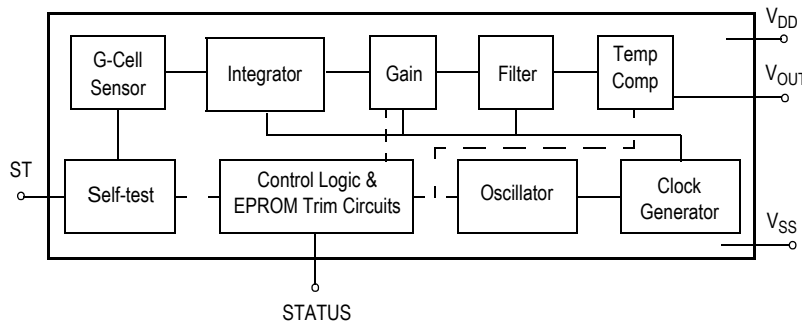 G-Cell
Sensor
Integrator
Gain
Filter
Temp
Comp
VDD
VOUT
ST
Self-test
Control Logic &
EPROM Trim Circuits
Oscillator
Clock
Generator
VSS
STATUS